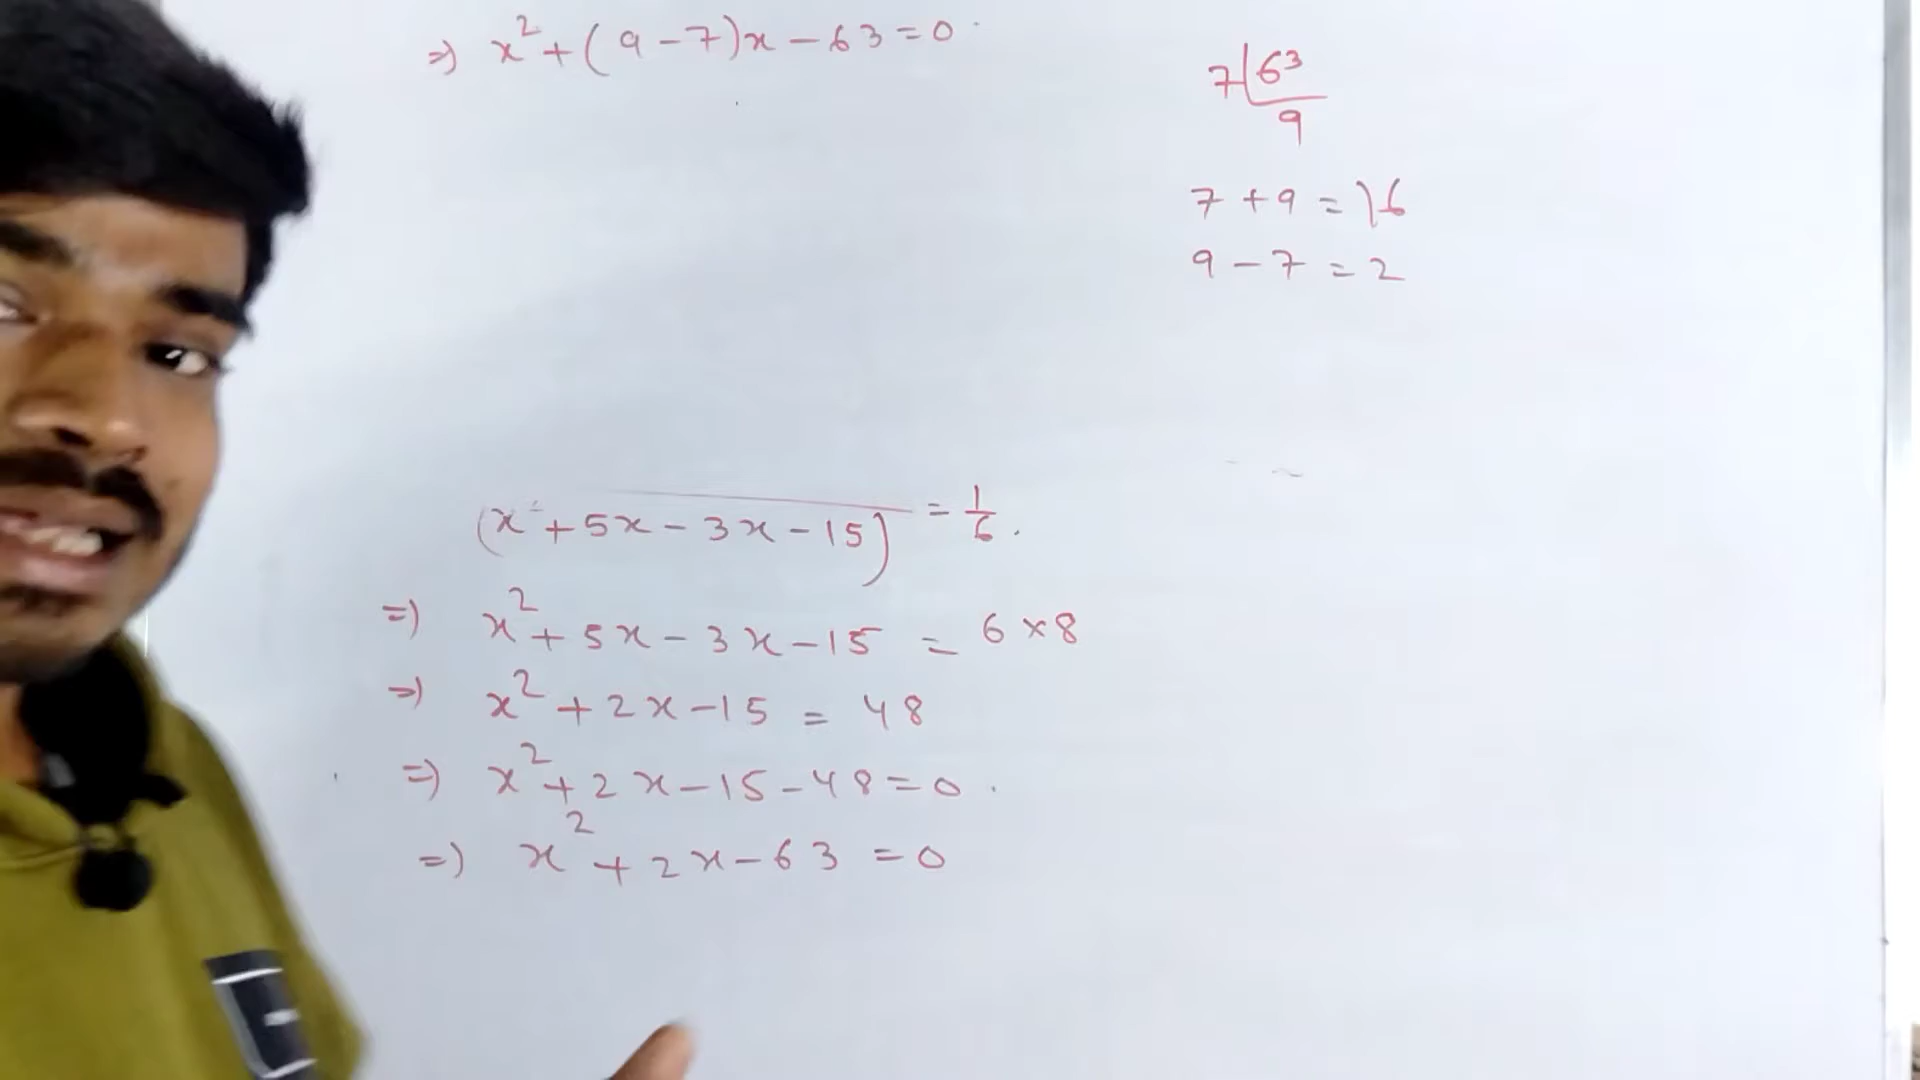 ⇒) x²+(9-7)x-63=0
7|63
9
7+9=16
9-7=2
(x²+5x-3x-15) = 1/6.
=) x²+5x-3x-15 = 6×8
⇒) x²+2x-15 = 48
=) x²+2x-15-48=0.
=) x²+2x-63=0